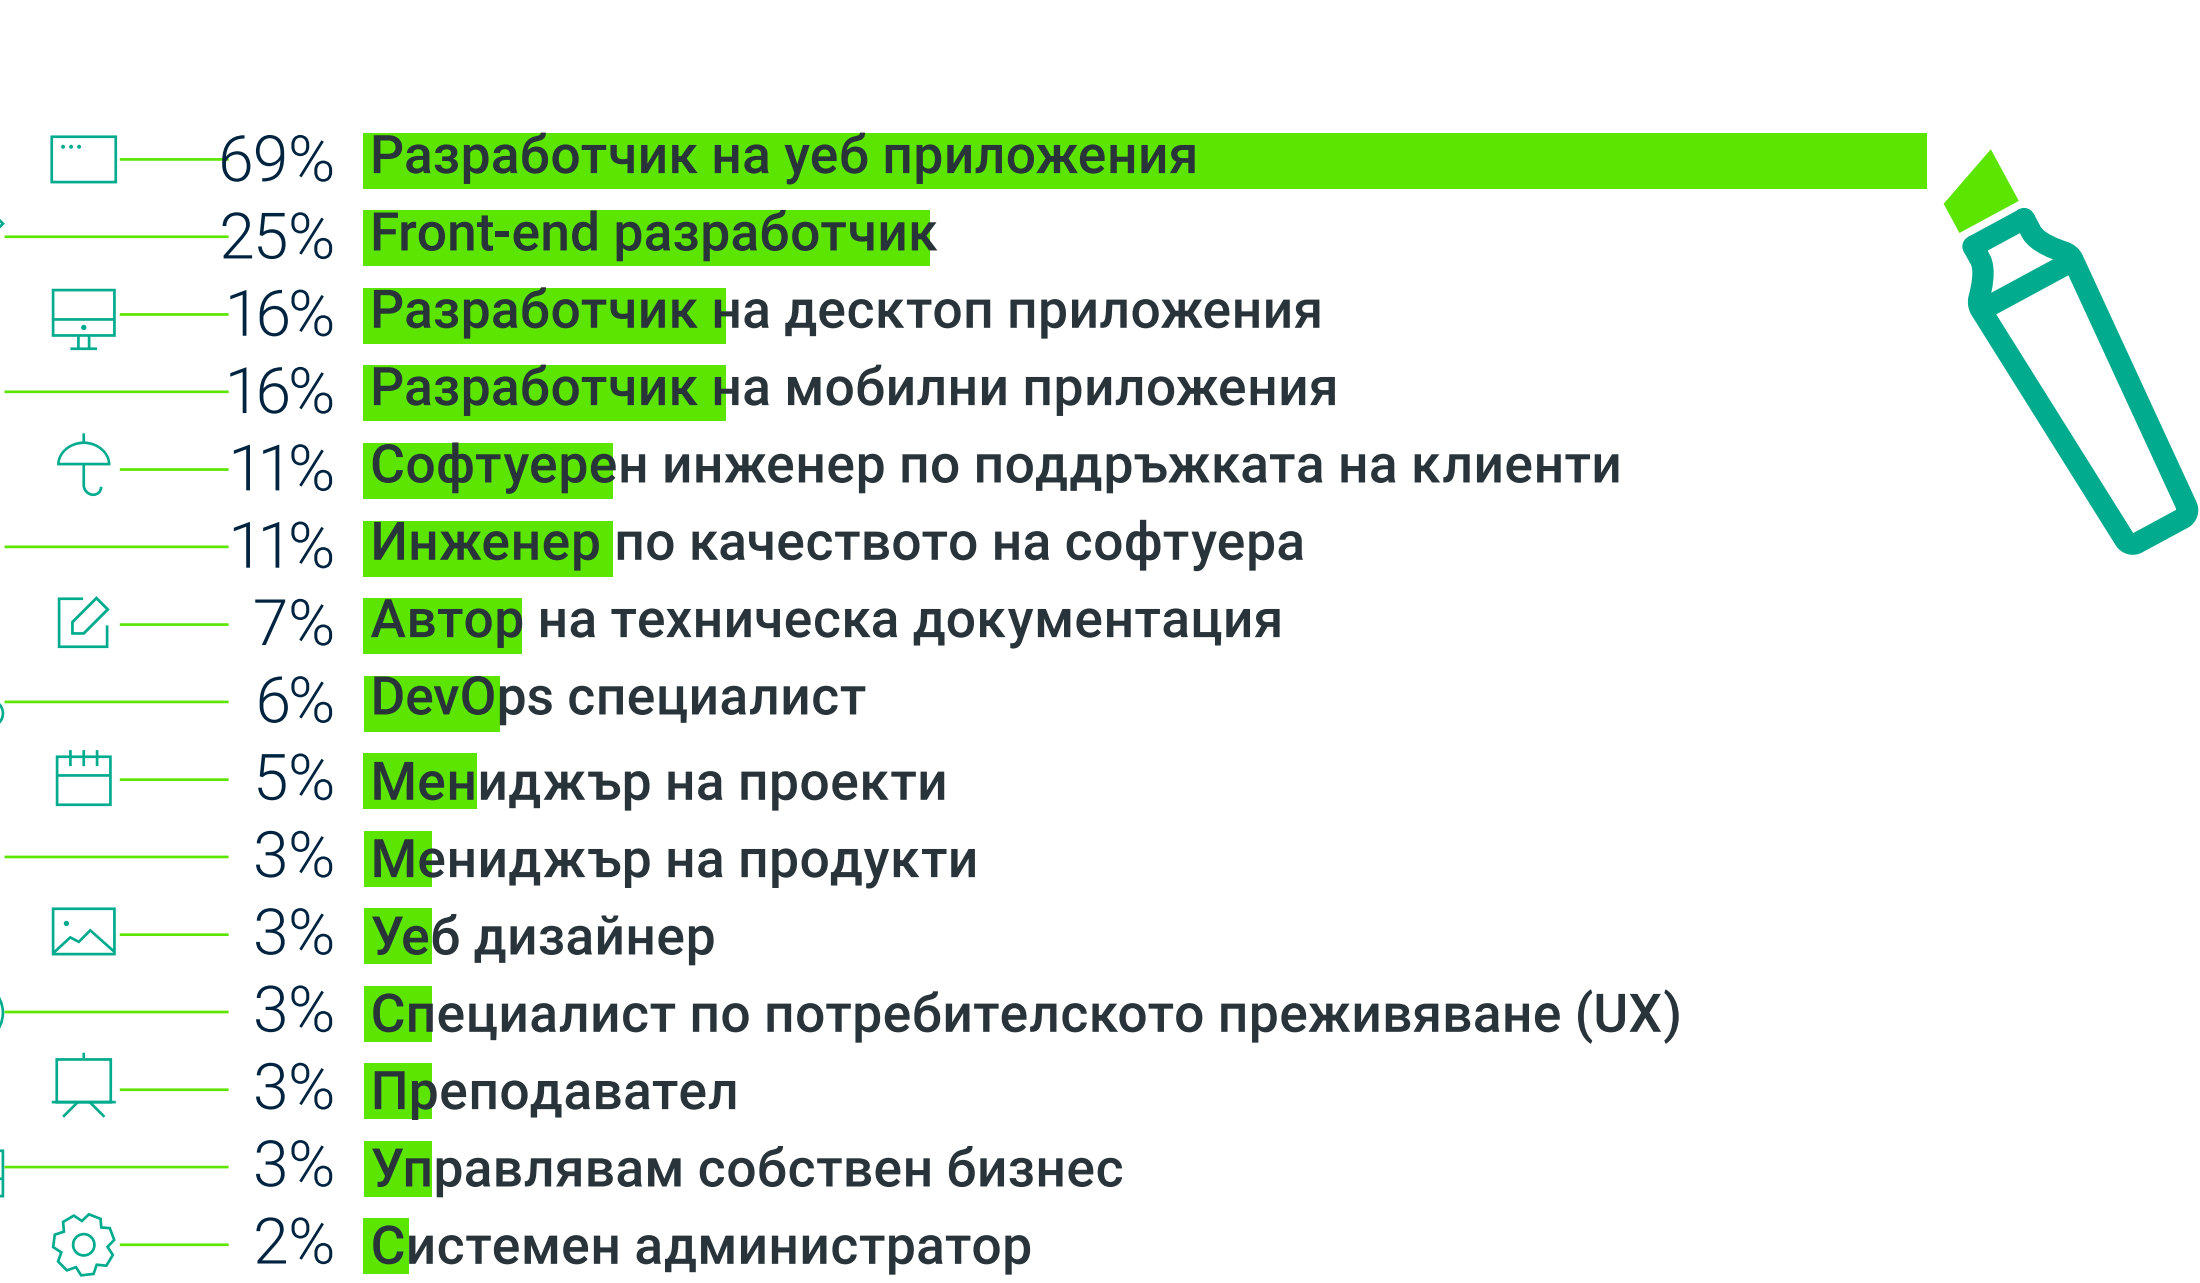 69% Разработчик на уеб приложения
25% Front-end разработчик
16% Разработчик на десктоп приложения
16% Разработчик на мобилни приложения
11% Софтуерен инженер по поддръжката на клиенти
11% Инженер по качеството на софтуера
7% Автор на техническа документация
6% DevOps специалист
5% Мениджър на проекти
3% Мениджър на продукти
3% Уеб дизайнер
3% Специалист по потребителското преживяване (UX)
3% Преподавател
3% Управлявам собствен бизнес
2% Системен администратор